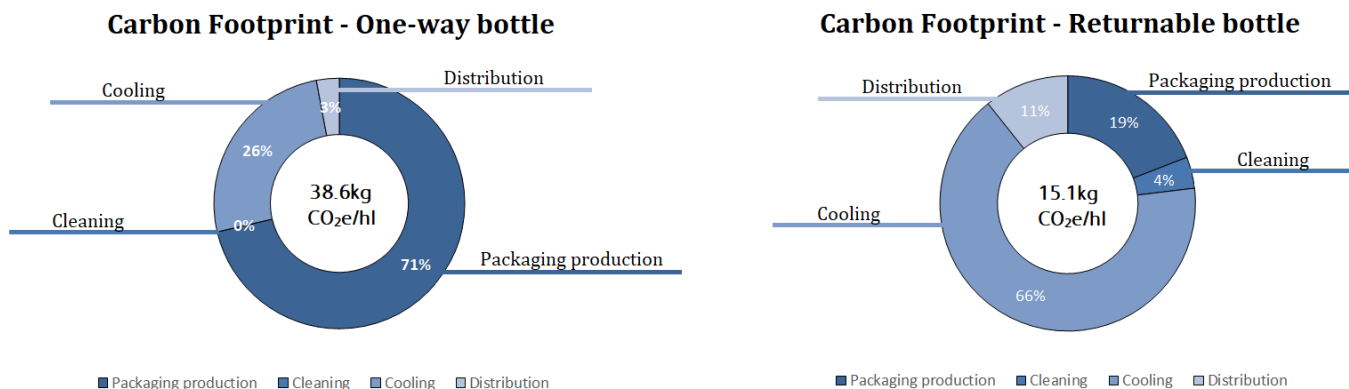 Carbon Footprint - One-way bottle
Cooling
Distribution
3%
26%
38.6kg
CO₂e/hl
Cleaning
0%
71%
Packaging production
Packaging production Cleaning Cooling Distribution
Carbon Footprint - Returnable bottle
Distribution
Packaging production
11%
19%
Cleaning
4%
15.1kg
CO₂e/hl
Cooling
66%
Packaging production Cleaning Cooling Distribution